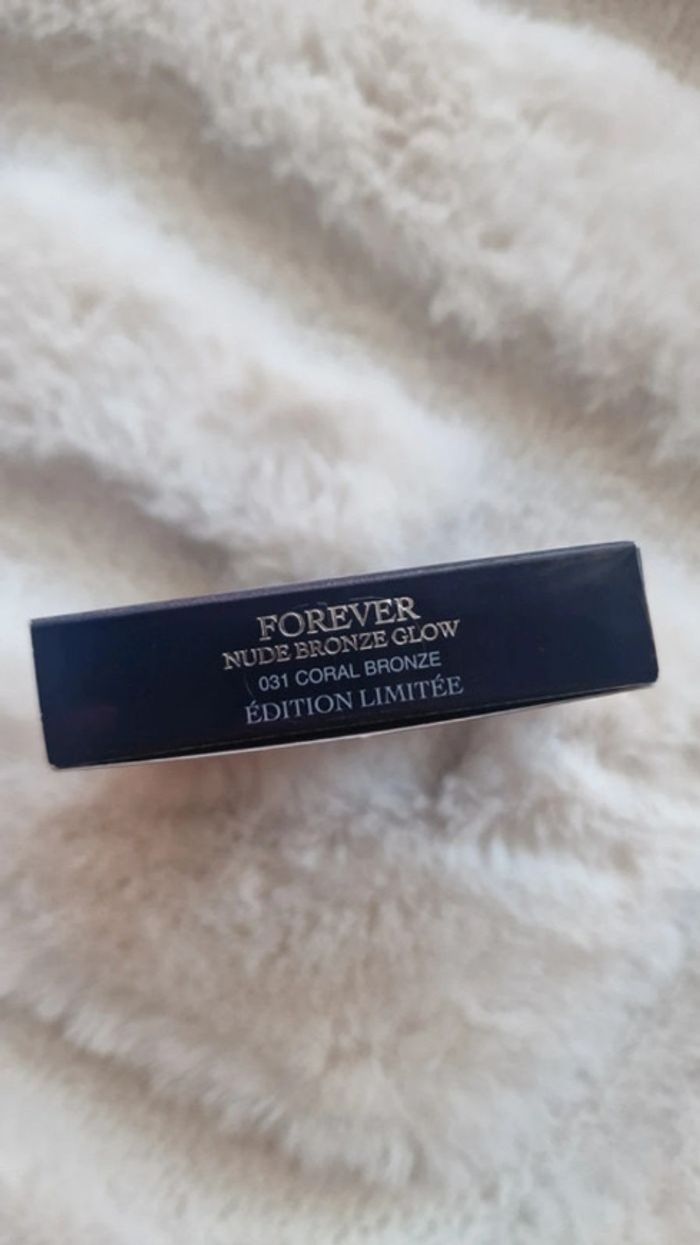 FOREVER
NUDE BRONZE GLOW
031 CORAL BRONZE
ÉDITION LIMITÉE